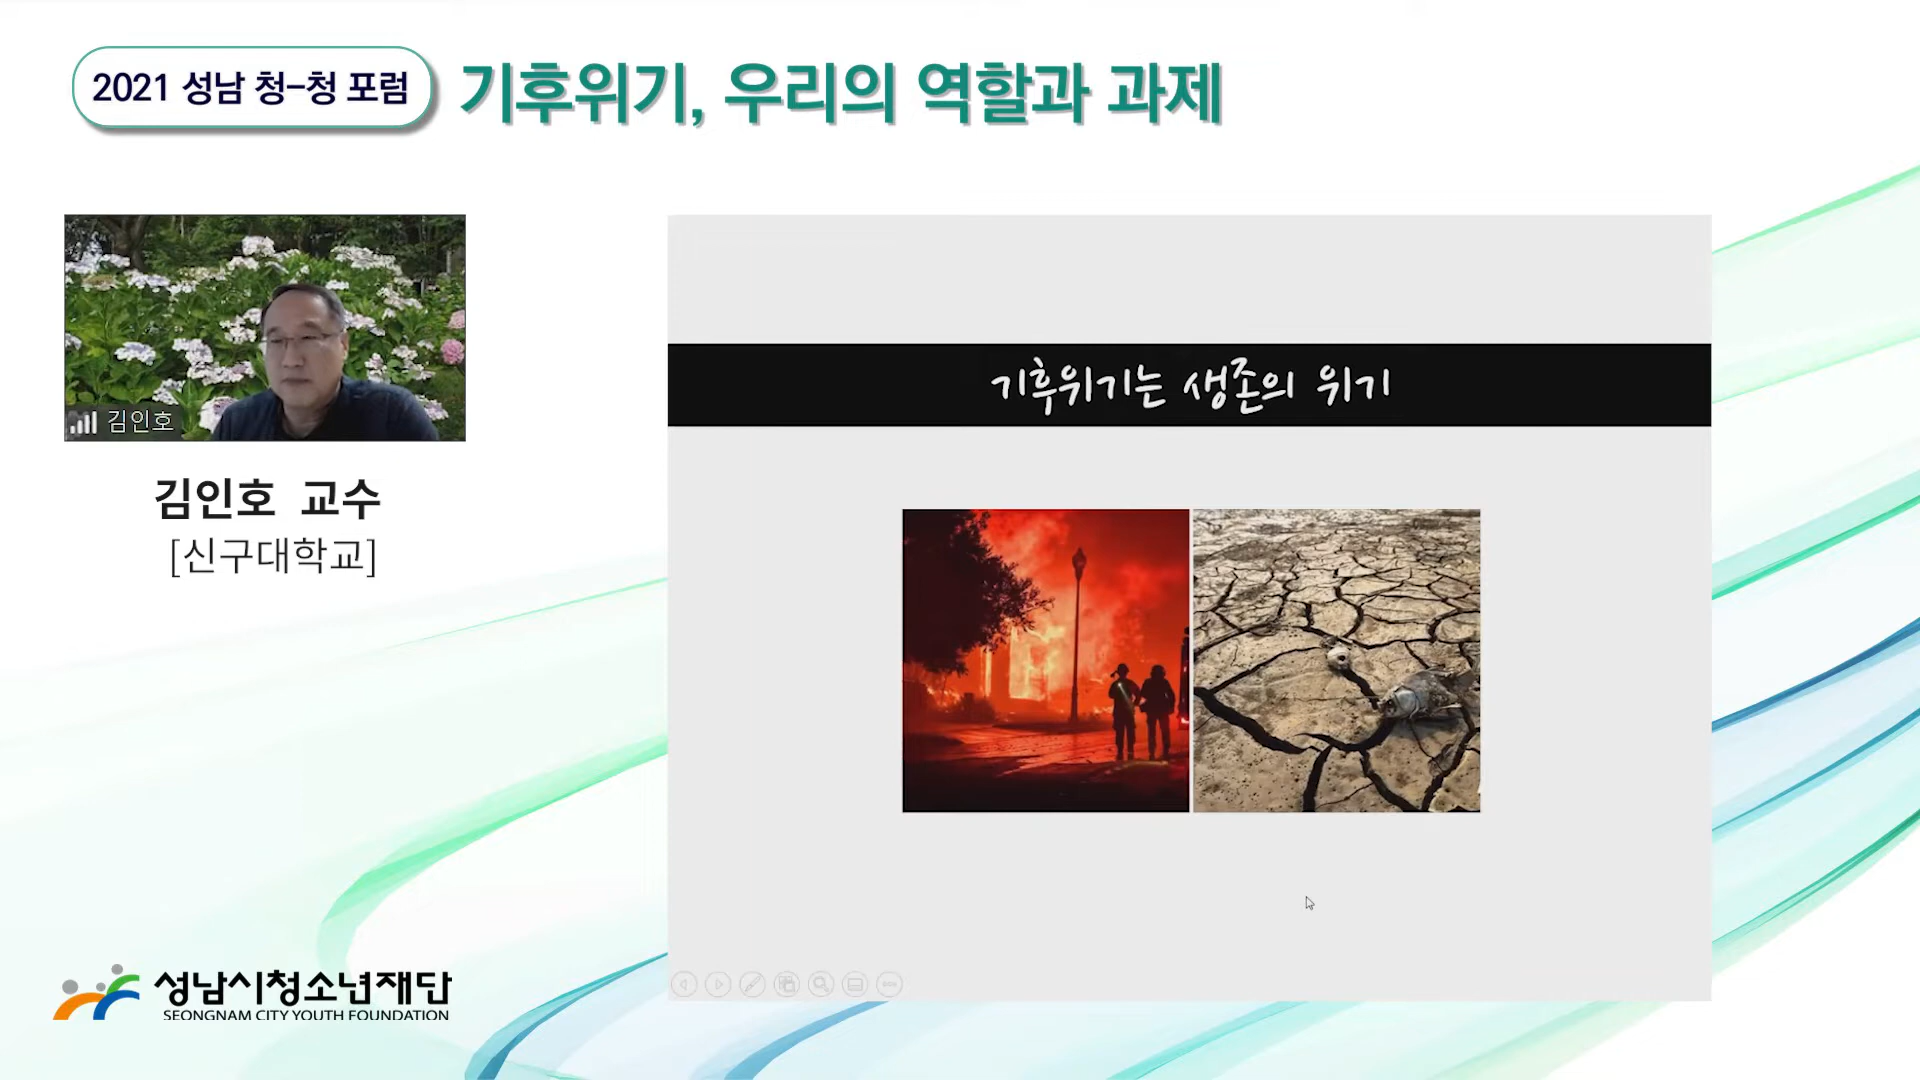 2021 성남 청-청 포럼
기후위기, 우리의 역할과 과제
김인호
김인호 교수
[신구대학교]
기후위기는 생존의 위기
성남시청소년재단
SEONGNAM CITY YOUTH FOUNDATION